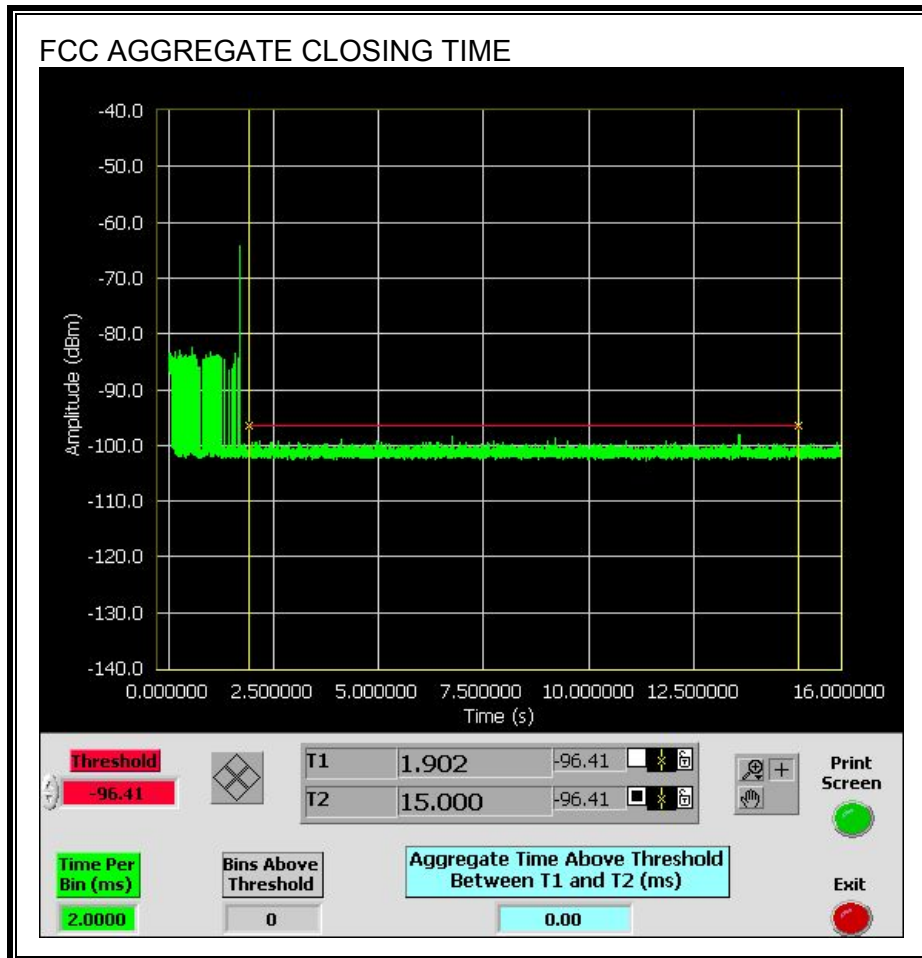 FCC AGGREGATE CLOSING TIME
-40.0
-50.0
-60.0
-70.0
-80.0
-90.0
-100.0
-110.0
-120.0
-130.0
-140.0
Amplitude (dBm)
0.000000 2.500000 5.000000 7.500000 10.000000 12.500000 16.000000
Time (s)
Threshold
-96.41
T1 1.902 -96.41
T2 15.000 -96.41
Print
Screen
Time Per
Bin (ms)
2.0000
Bins Above
Threshold
0
Aggregate Time Above Threshold
Between T1 and T2 (ms)
0.00
Exit